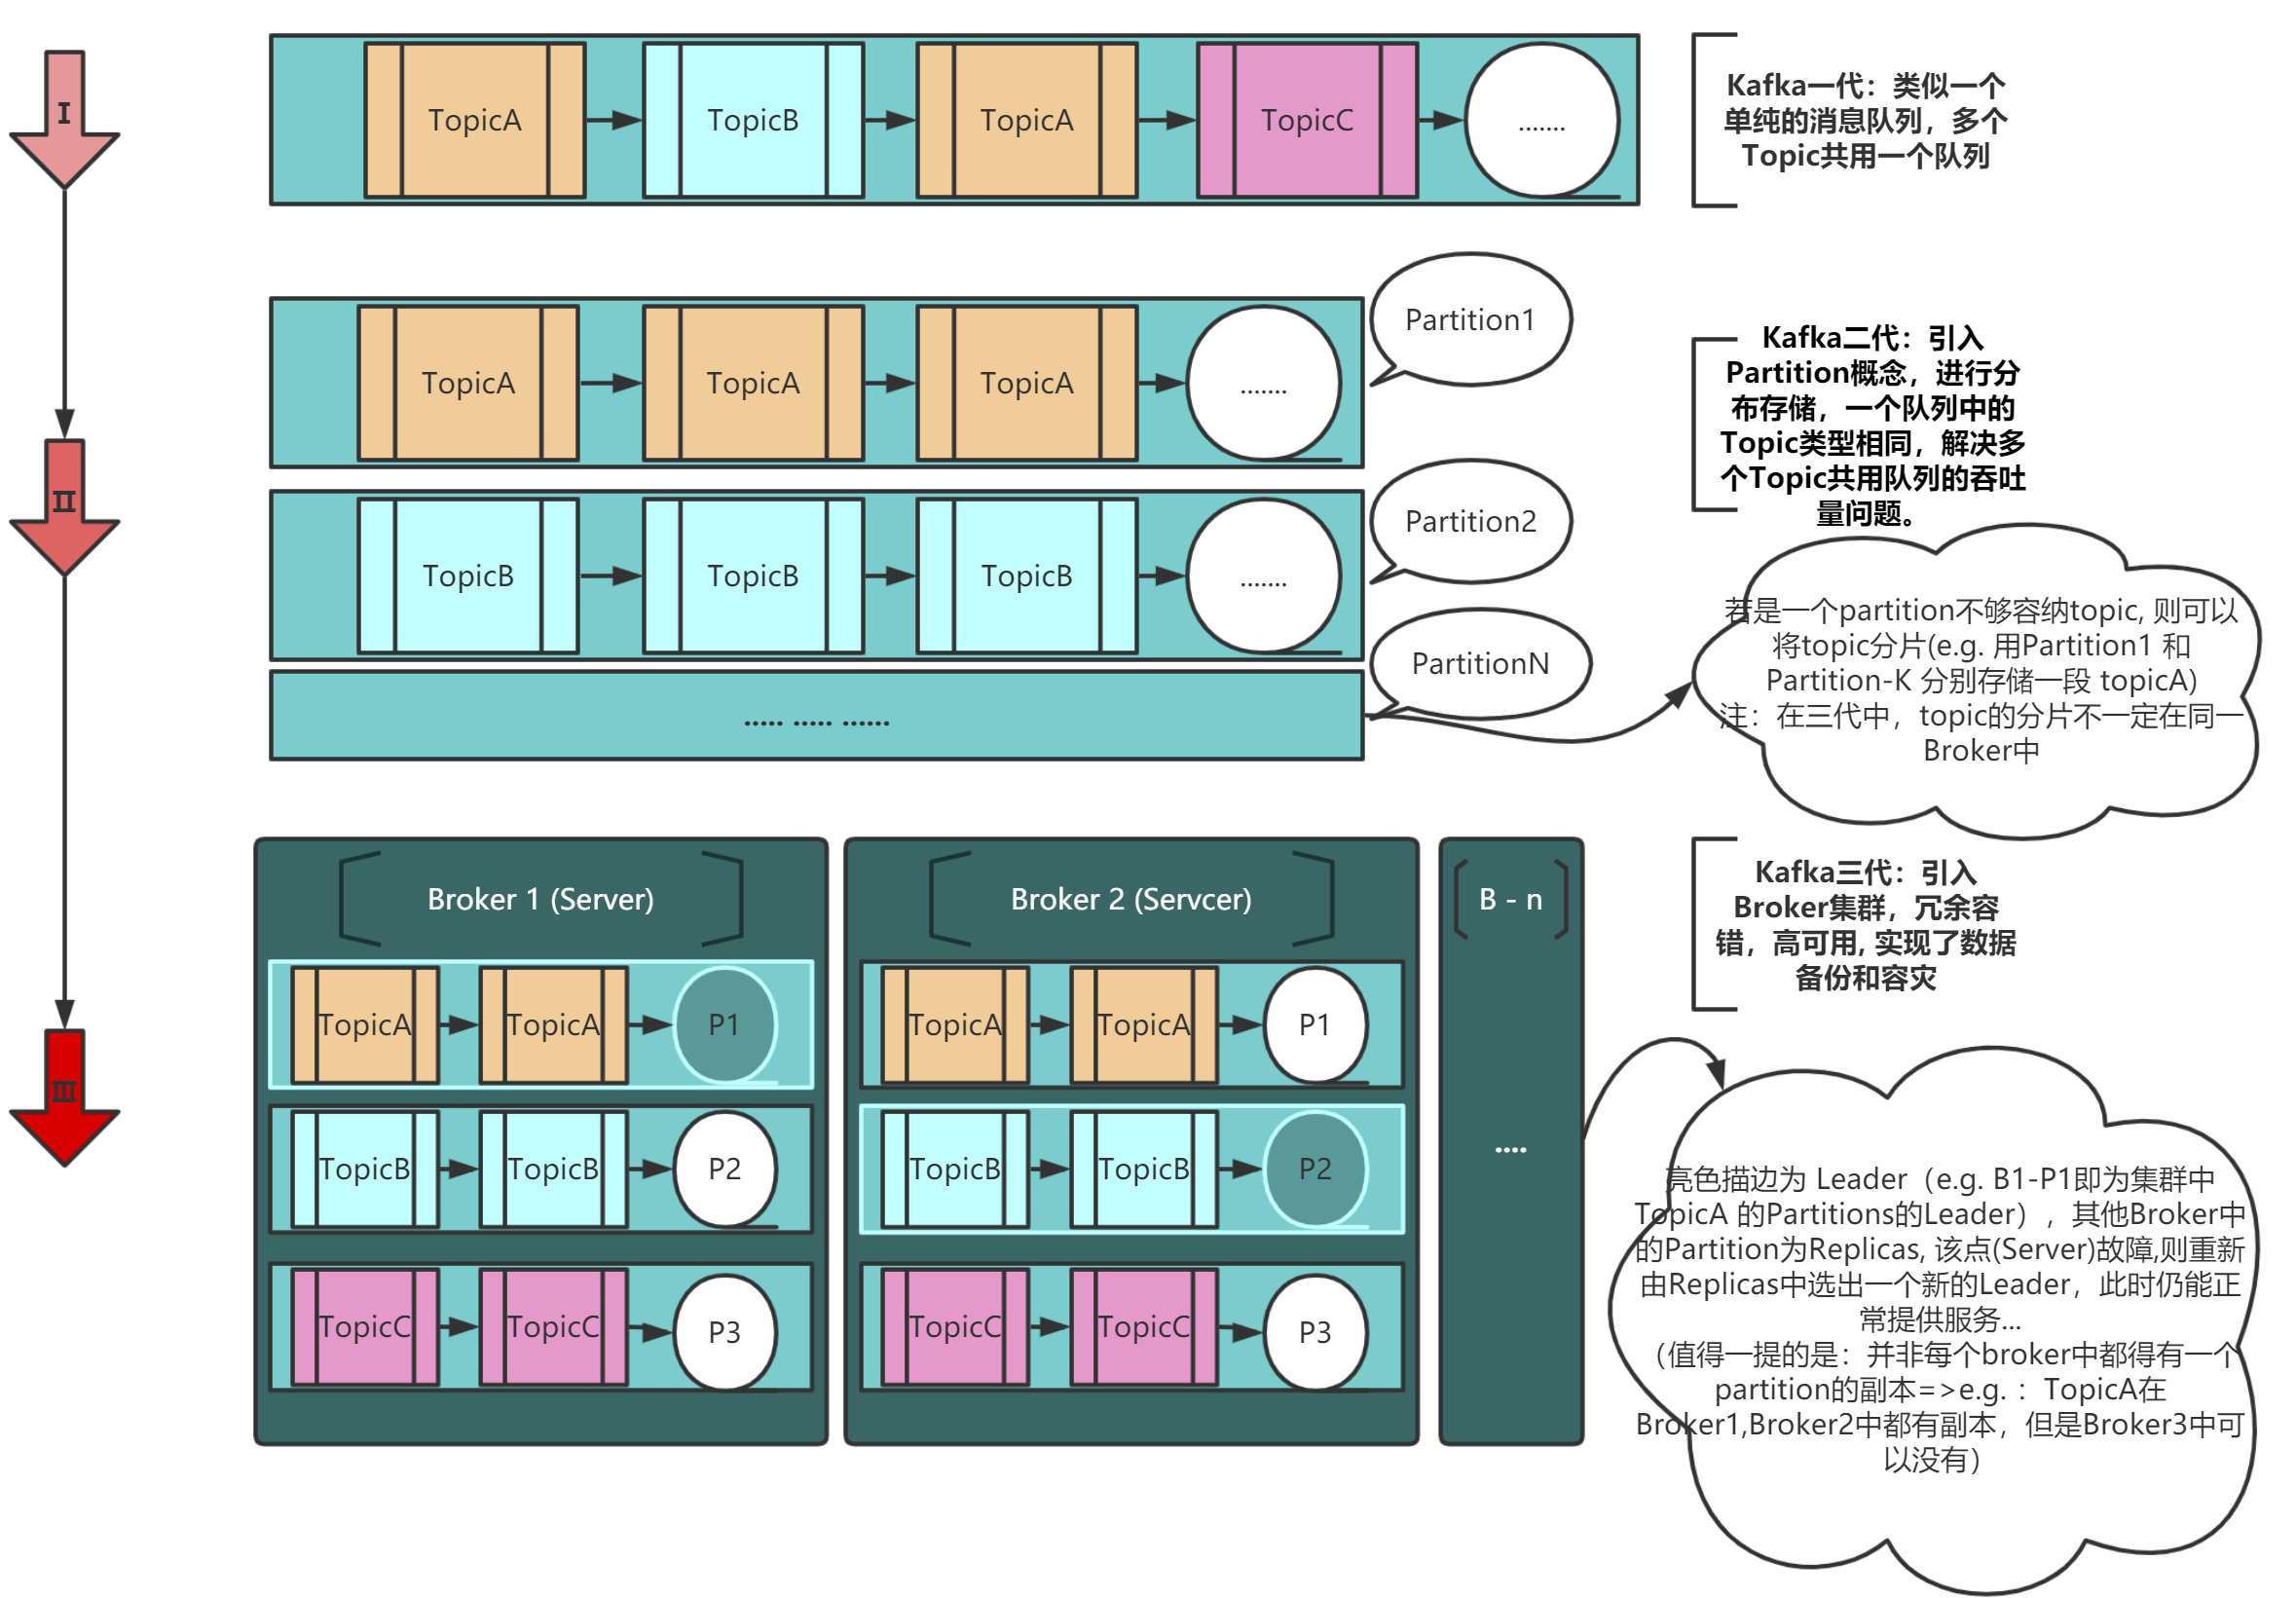 I
TopicA
TopicB
TopicA
TopicC
.......
Kafka一代：类似一个
单纯的消息队列，多个
Topic共用一个队列
II
TopicA
TopicA
TopicA
.......
Partition1
TopicB
TopicB
TopicB
.......
Partition2
..... ..... ......
PartitionN
Kafka二代：引入
Partition概念，进行分
布存储，一个队列中的
Topic类型相同，解决多
个Topic共用队列的吞吐
量问题。
若是一个partition不够容纳topic, 则可以
将topic分片(e.g. 用Partition1 和
Partition-K 分别存储一段 topicA)
注：在三代中，topic的分片不一定在同一
Broker中
III
Broker 1 (Server)
TopicA
TopicA
P1
TopicB
TopicB
P2
TopicC
TopicC
P3
Broker 2 (Servcer)
TopicA
TopicA
P1
TopicB
TopicB
P2
TopicC
TopicC
P3
B - n
....
Kafka三代：引入
Broker集群，冗余容
错，高可用, 实现了数据
备份和容灾
亮色描边为 Leader（e.g. B1-P1即为集群中
TopicA 的Partitions的Leader），其他Broker中
的Partition为Replicas, 该点(Server)故障,则重新
由Replicas中选出一个新的Leader，此时仍能正
常提供服务...
（值得一提的是：并非每个broker中都得有一个
partition的副本=>e.g. ：TopicA在
Broker1,Broker2中都有副本，但是Broker3中可
以没有）